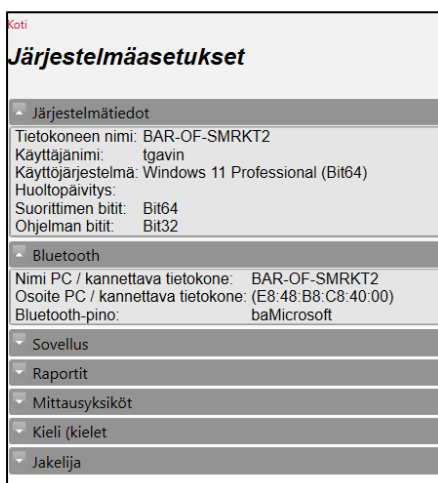 Koti
Järjestelmäasetukset
Järjestelmätiedot
Tietokoneen nimi: BAR-OF-SMRKT2
Käyttäjänimi: tgavin
Käyttöjärjestelmä: Windows 11 Professional (Bit64)
Huoltopäivitys:
Suorittimen bitit: Bit64
Ohjelman bitit: Bit32
Bluetooth
Nimi PC / kannettava tietokone: BAR-OF-SMRKT2
Osoite PC / kannettava tietokone: (E8:48:B8:C8:40:00)
Bluetooth-pino: baMicrosoft
Sovellus
Raportit
Mittausyksiköt
Kieli (kielet
Jakelija